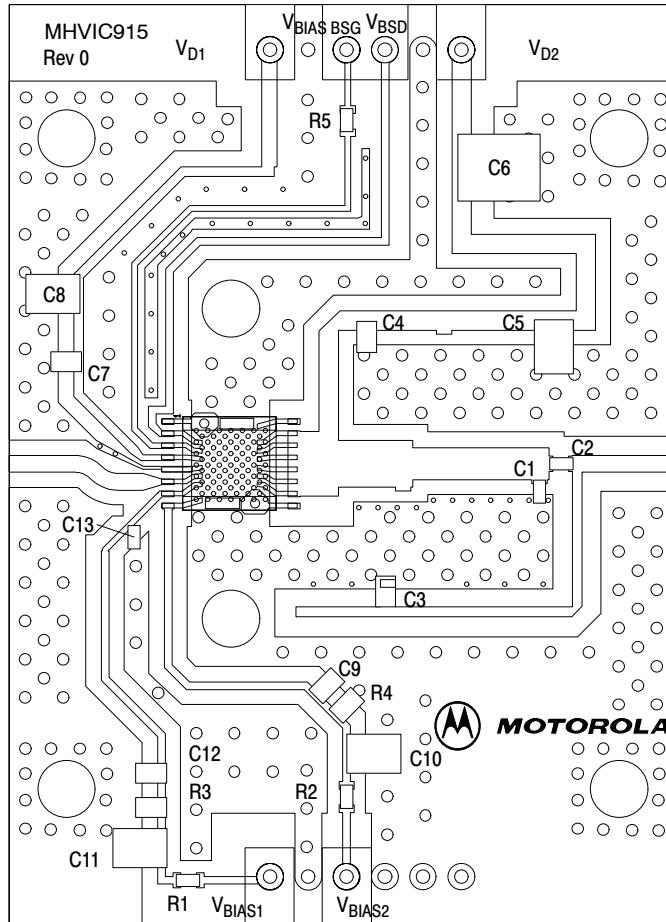 MHVIC915
Rev 0
VD1
VBIAS BSG VBSD
VD2
R5
C6
C8
C7
C4
C5
1
C2
C1
C13
C3
C9
R4
MOTOROLA
C12
C10
R3
R2
C11
R1
VBIAS1
VBIAS2